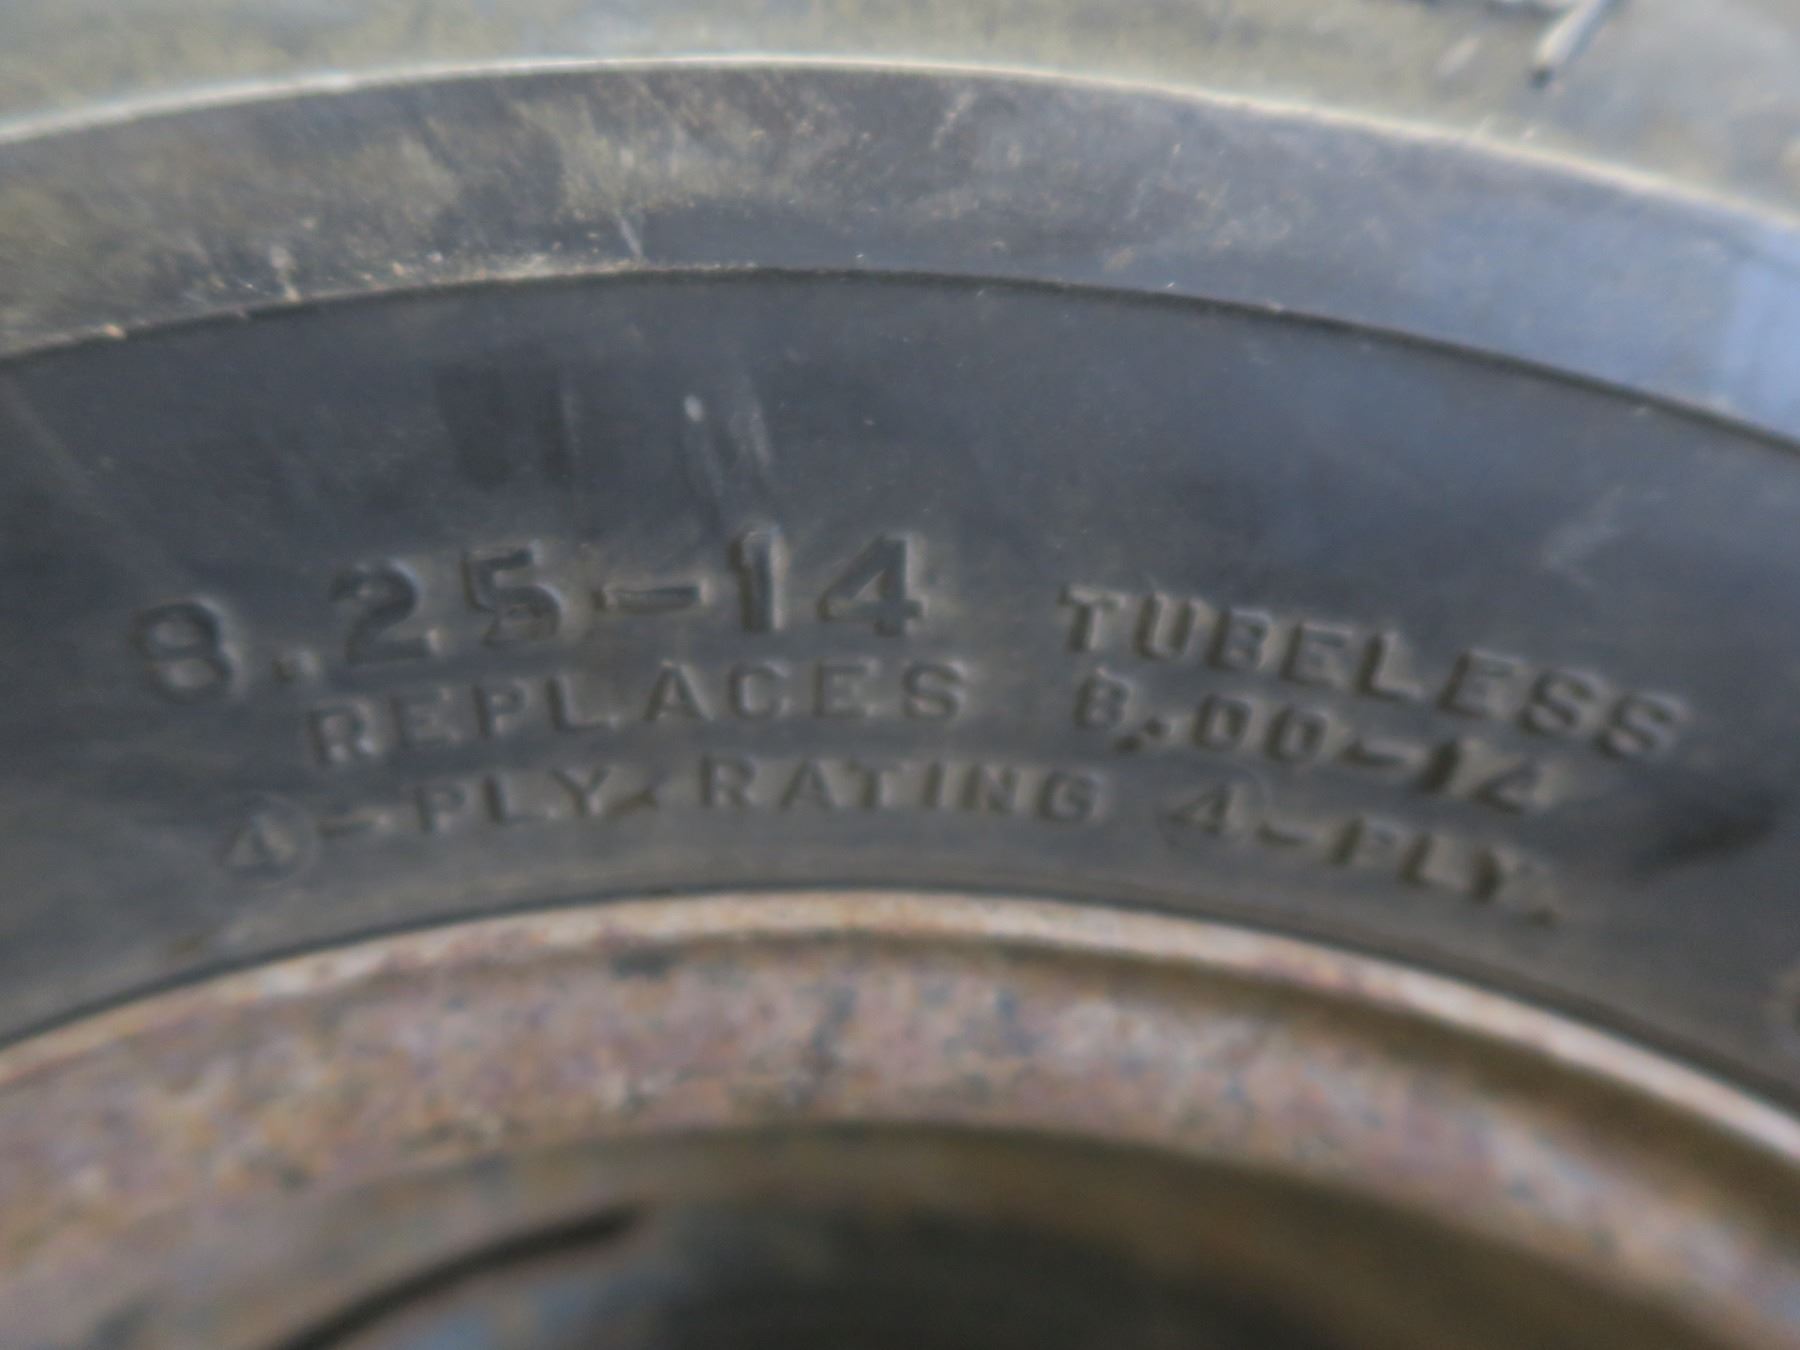 8.25-14 TUBELESS
REPLACES 8.00-14
4-PLY. RATING 4-PLY.